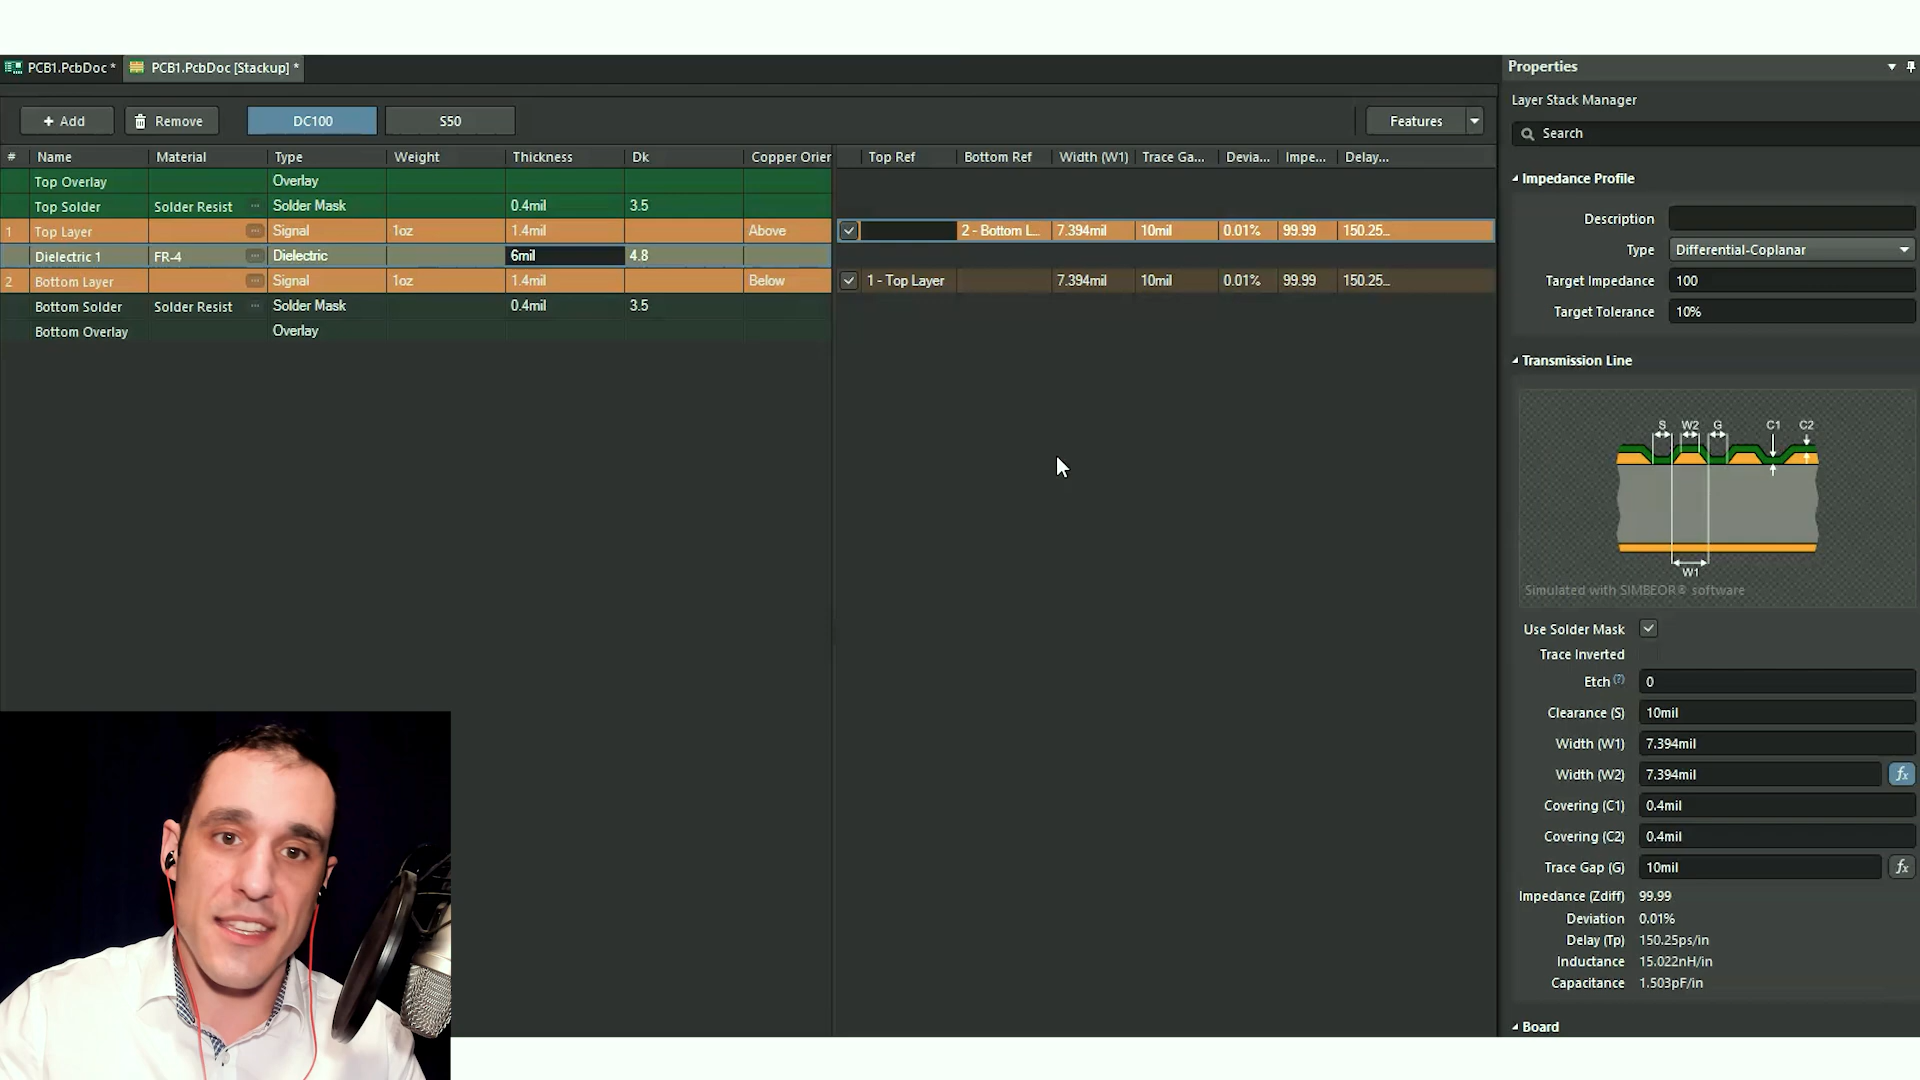 PCB1.PcbDoc *
PCB1.PcbDoc [Stackup] *
+ Add
Remove
DC100
S50
Features
# Name Material Type Weight Thickness Dk Copper Orien
Top Ref Bottom Ref Width (W1) Trace Ga... Devia... Impe... Delay...
Top Overlay Overlay
Top Solder Solder Resist ... Solder Mask 0.4mil 3.5
1 Top Layer ... Signal 1oz 1.4mil Above 2 - Bottom L... 7.394mil 10mil 0.01% 99.99 150.25...
Dielectric 1 FR-4 ... Dielectric 6mil 4.8
2 Bottom Layer ... Signal 1oz 1.4mil Below 1 - Top Layer 7.394mil 10mil 0.01% 99.99 150.25...
Bottom Solder Solder Resist ... Solder Mask 0.4mil 3.5
Bottom Overlay Overlay
Properties
Layer Stack Manager
Search
Impedance Profile
Description
Type Differential-Coplanar
Target Impedance 100
Target Tolerance 10%
Transmission Line
S W2 G C1 C2
W1
Simulated with SIMBEOR® software
Use Solder Mask
Trace Inverted
Etch (?) 0
Clearance (S) 10mil
Width (W1) 7.394mil
Width (W2) 7.394mil fx
Covering (C1) 0.4mil
Covering (C2) 0.4mil
Trace Gap (G) 10mil fx
Impedance (Zdiff) 99.99
Deviation 0.01%
Delay (Tp) 150.25ps/in
Inductance 15.022nH/in
Capacitance 1.503pF/in
Board